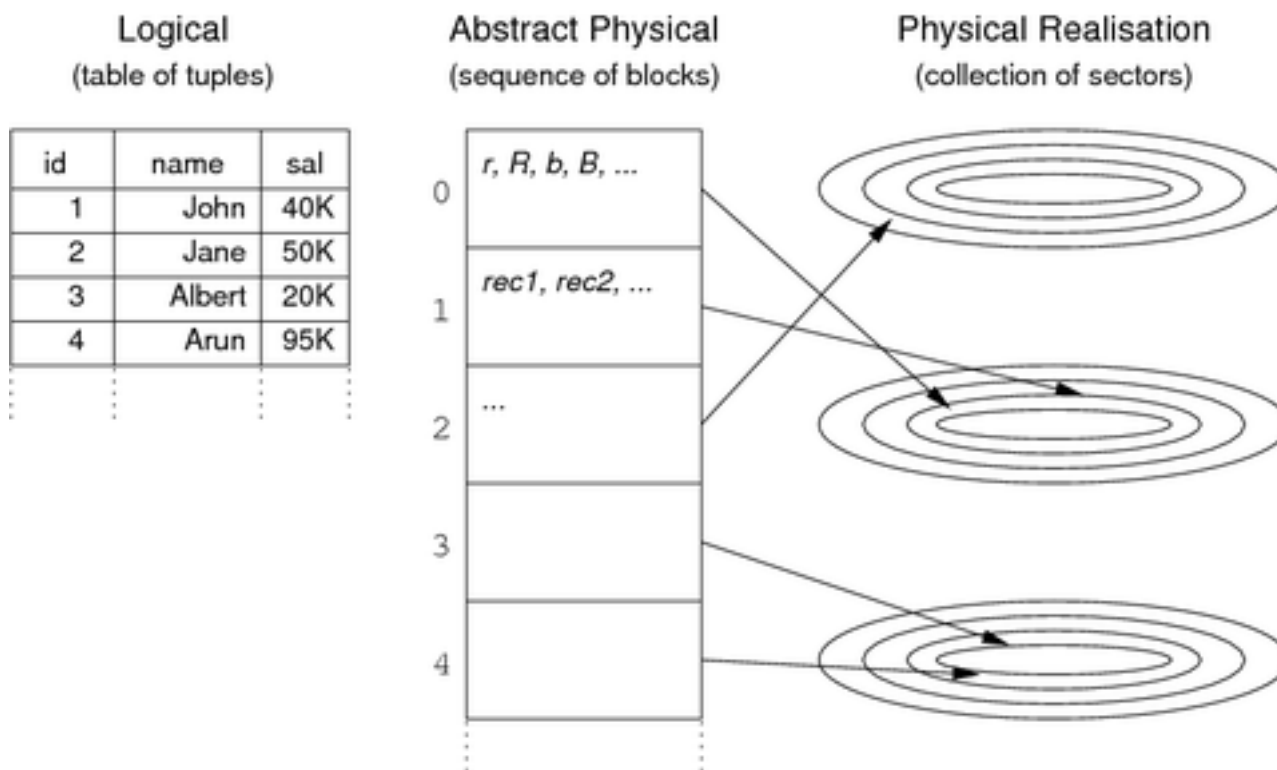 Logical
(table of tuples)
id name sal
1 John 40K
2 Jane 50K
3 Albert 20K
4 Arun 95K
Abstract Physical
(sequence of blocks)
0 r, R, b, B, ...
1 rec1, rec2, ...
2 ...
3
4
Physical Realisation
(collection of sectors)